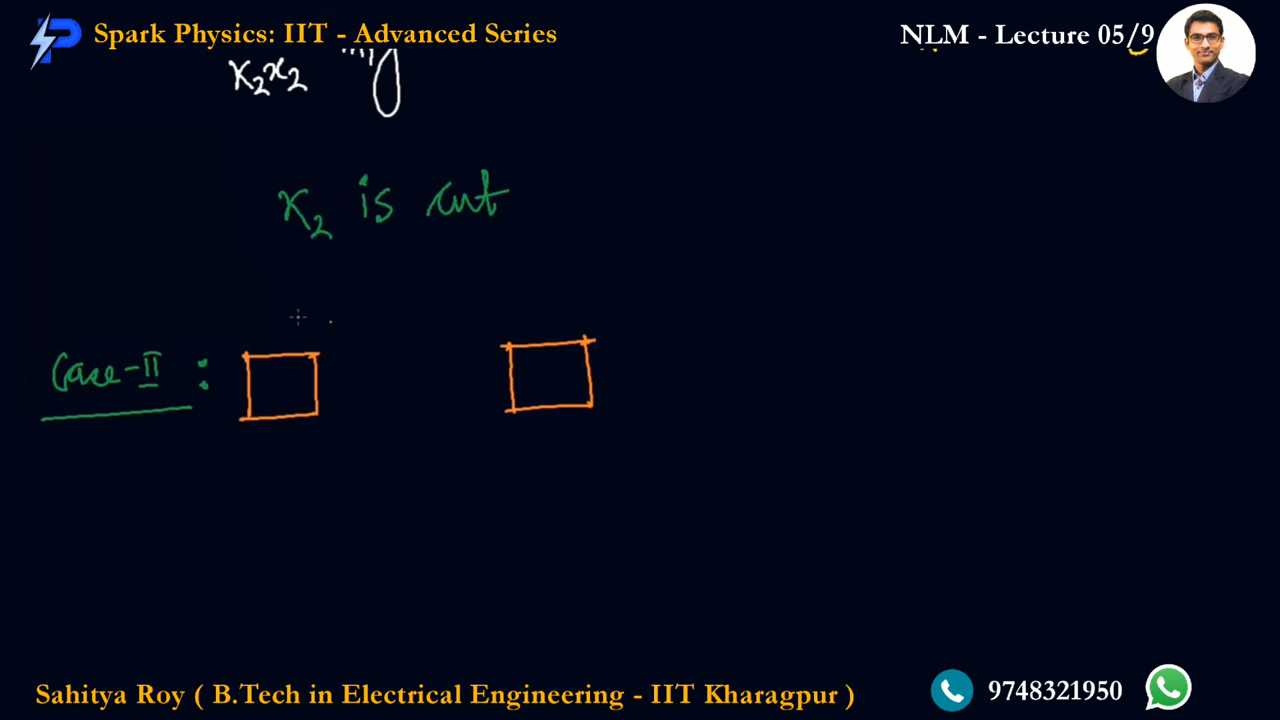 Spark Physics: IIT - Advanced Series
NLM - Lecture 05/9
K₂x₂
K₂ is cut
Case-II :
Sahitya Roy ( B.Tech in Electrical Engineering - IIT Kharagpur )
9748321950